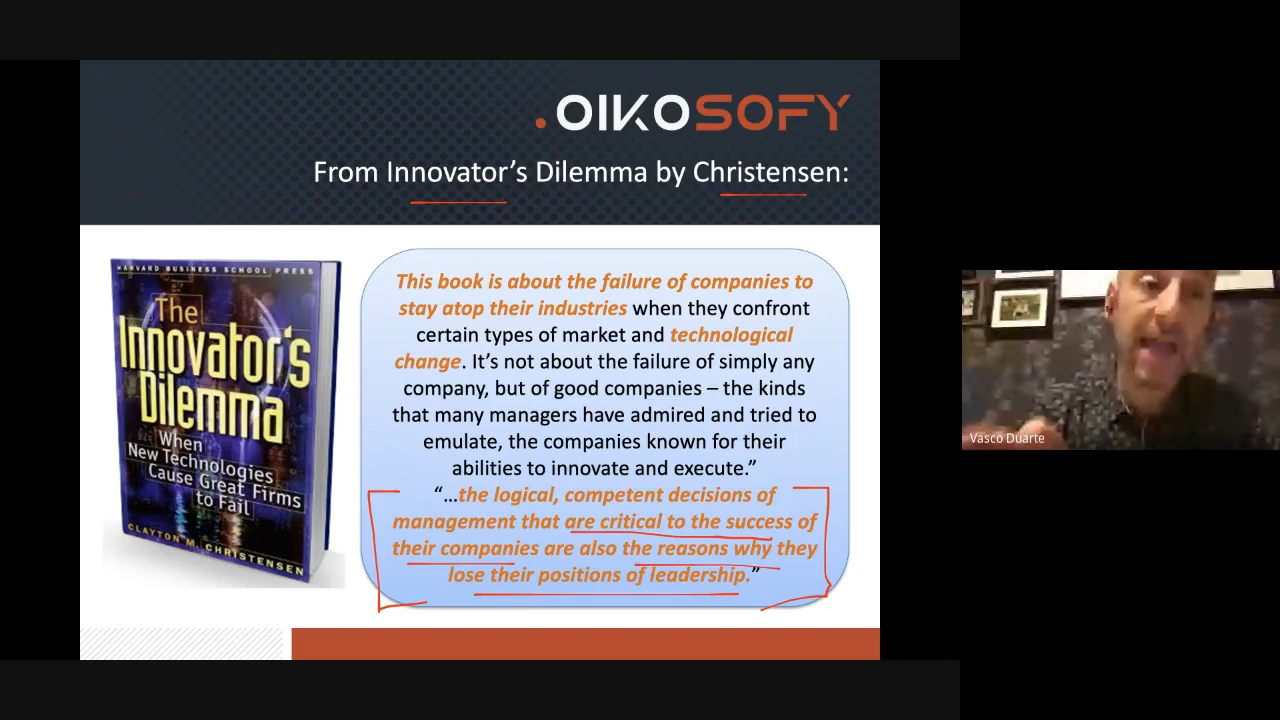 .OIKOSOFY
From Innovator’s Dilemma by Christensen:
HARVARD BUSINESS SCHOOL PRESS
The
Innovator's
Dilemma
When
New Technologies
Cause Great Firms
to Fail
CLAYTON M. CHRISTENSEN
This book is about the failure of companies to
stay atop their industries when they confront
certain types of market and technological
change. It’s not about the failure of simply any
company, but of good companies – the kinds
that many managers have admired and tried to
emulate, the companies known for their
abilities to innovate and execute.”
“…the logical, competent decisions of
management that are critical to the success of
their companies are also the reasons why they
lose their positions of leadership.”
Vasco Duarte